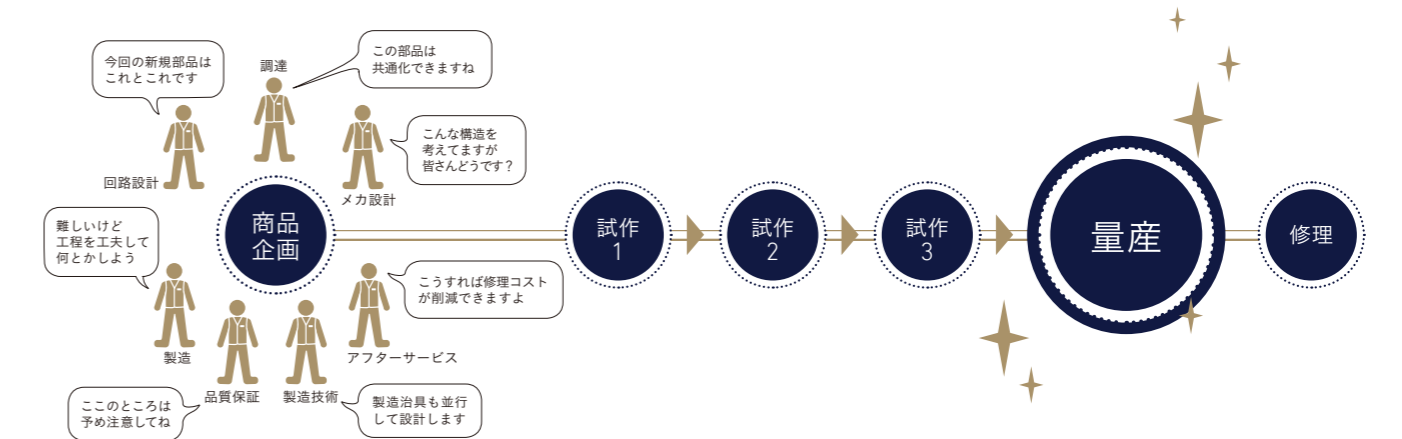 今回の新規部品は
これとこれです
回路設計
調達
この部品は
共通化できますね
こんな構造を
考えてますが
皆さんどうです？
メカ設計
商品
企画
難しいけど
工程を工夫して
何とかしよう
製造
ここのところは
予め注意してね
品質保証
製造技術
製造治具も並行
して設計します
こうすれば修理コスト
が削減できますよ
アフターサービス
試作
1
試作
2
試作
3
量産
修理